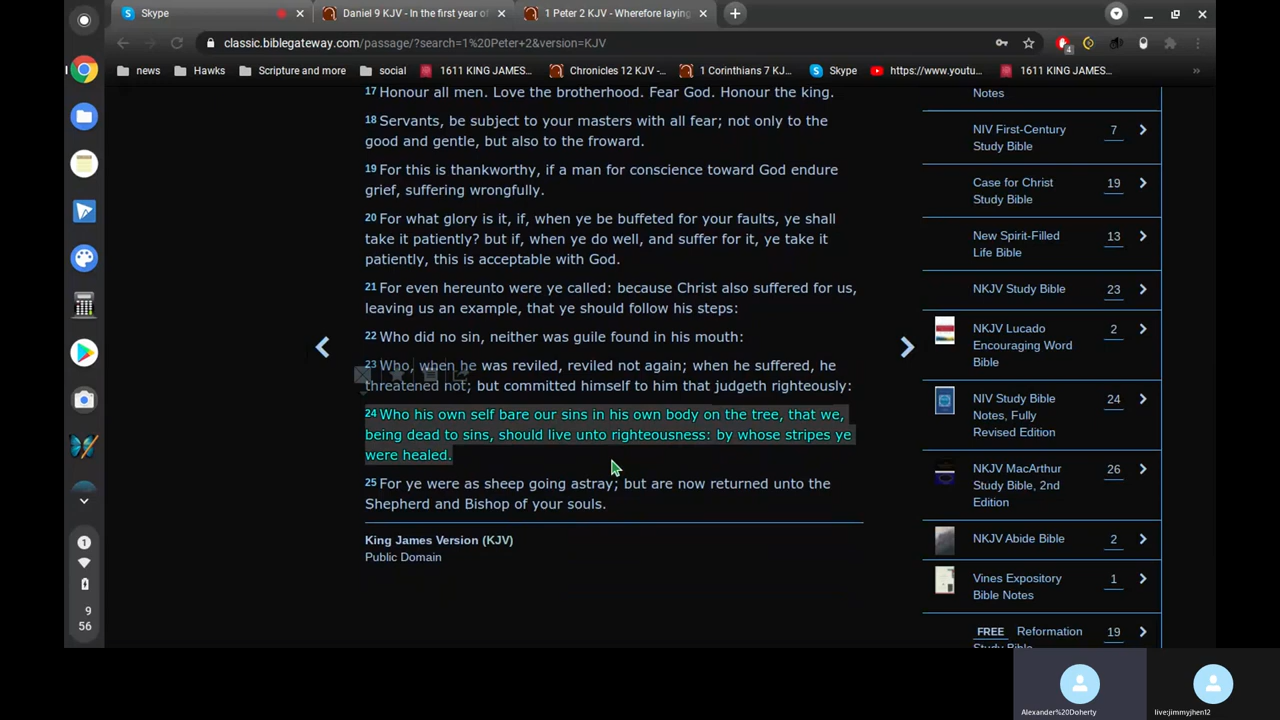 Skype
Daniel 9 KJV - In the first year of
1 Peter 2 KJV - Wherefore laying
classic.biblegateway.com/passage/?search=1%20Peter+2&version=KJV
4
news
Hawks
Scripture and more
social
1611 KING JAMES...
Chronicles 12 KJV -...
1 Corinthians 7 KJ...
Skype
https://www.youtu...
1611 KING JAMES...
»
17 Honour all men. Love the brotherhood. Fear God. Honour the king.
18 Servants, be subject to your masters with all fear; not only to the
good and gentle, but also to the froward.
19 For this is thankworthy, if a man for conscience toward God endure
grief, suffering wrongfully.
20 For what glory is it, if, when ye be buffeted for your faults, ye shall
take it patiently? but if, when ye do well, and suffer for it, ye take it
patiently, this is acceptable with God.
21 For even hereunto were ye called: because Christ also suffered for us,
leaving us an example, that ye should follow his steps:
22 Who did no sin, neither was guile found in his mouth:
23 Who, when he was reviled, reviled not again; when he suffered, he
threatened not; but committed himself to him that judgeth righteously:
24 Who his own self bare our sins in his own body on the tree, that we,
being dead to sins, should live unto righteousness: by whose stripes ye
were healed.
25 For ye were as sheep going astray; but are now returned unto the
Shepherd and Bishop of your souls.
King James Version (KJV)
Public Domain
Notes
NIV First-Century
Study Bible
7
Case for Christ
Study Bible
19
New Spirit-Filled
Life Bible
13
NKJV Study Bible
23
NKJV Lucado
Encouraging Word
Bible
2
NIV Study Bible
Notes, Fully
Revised Edition
24
NKJV MacArthur
Study Bible, 2nd
Edition
26
NKJV Abide Bible
2
Vines Expository
Bible Notes
1
FREE Reformation
Study Bible
19
1
9
56
Alexander%20Doherty
live:jimmyjhen12